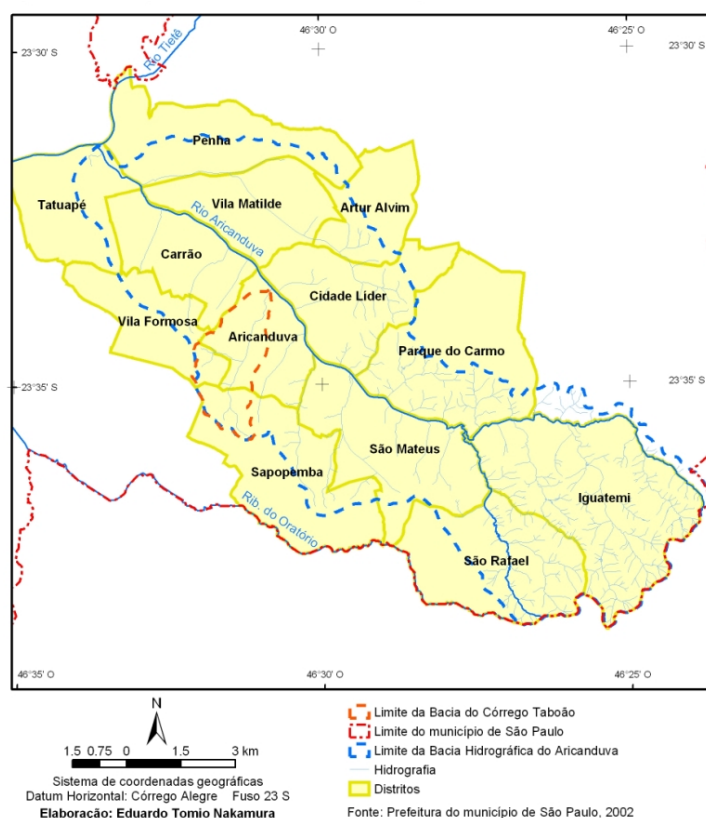 46°30' O
46°25' O
23°30' S
23°30' S
Rio Tietê
Penha
Tatuapé
Vila Matilde
Artur Alvim
Rio Aricanduva
Carrão
Cidade Lider
Vila Formosa
Aricanduva
Parque do Carmo
23°35' S
23°35' S
São Mateus
Sapopemba
Iguatemi
Rib. do Oratório
São Rafael
46°35' O
46°30' O
46°25' O
N
1.5 0.75 0 1.5 3 km
Sistema de coordenadas geográficas
Datum Horizontal: Córrego Alegre Fuso 23 S
Elaboração: Eduardo Tomio Nakamura
Limite da Bacia do Córrego Taboão
Limite do município de São Paulo
Limite da Bacia Hidrográfica do Aricanduva
Hidrografia
Distritos
Fonte: Prefeitura do município de São Paulo, 2002